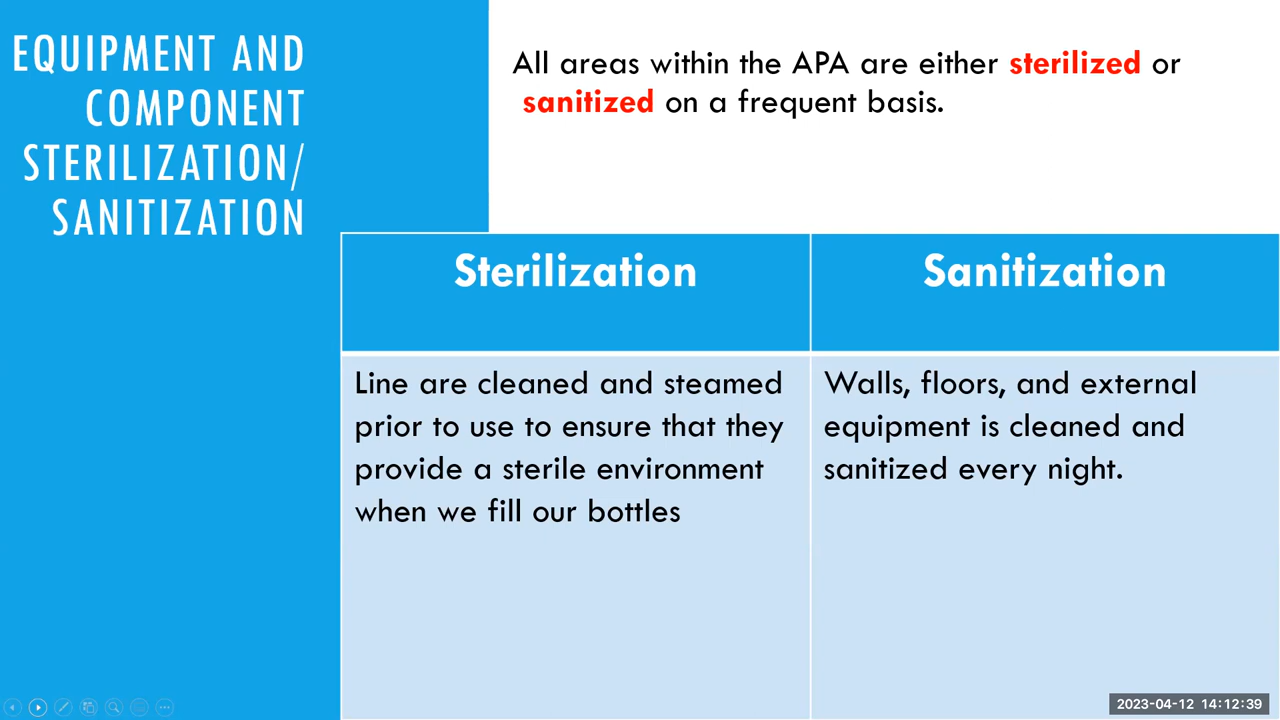 EQUIPMENT AND
COMPONENT
STERILIZATION/
SANITIZATION
All areas within the APA are either sterilized or
sanitized on a frequent basis.
Sterilization
Sanitization
Line are cleaned and steamed
prior to use to ensure that they
provide a sterile environment
when we fill our bottles
Walls, floors, and external
equipment is cleaned and
sanitized every night.
2023-04-12 14:12:39